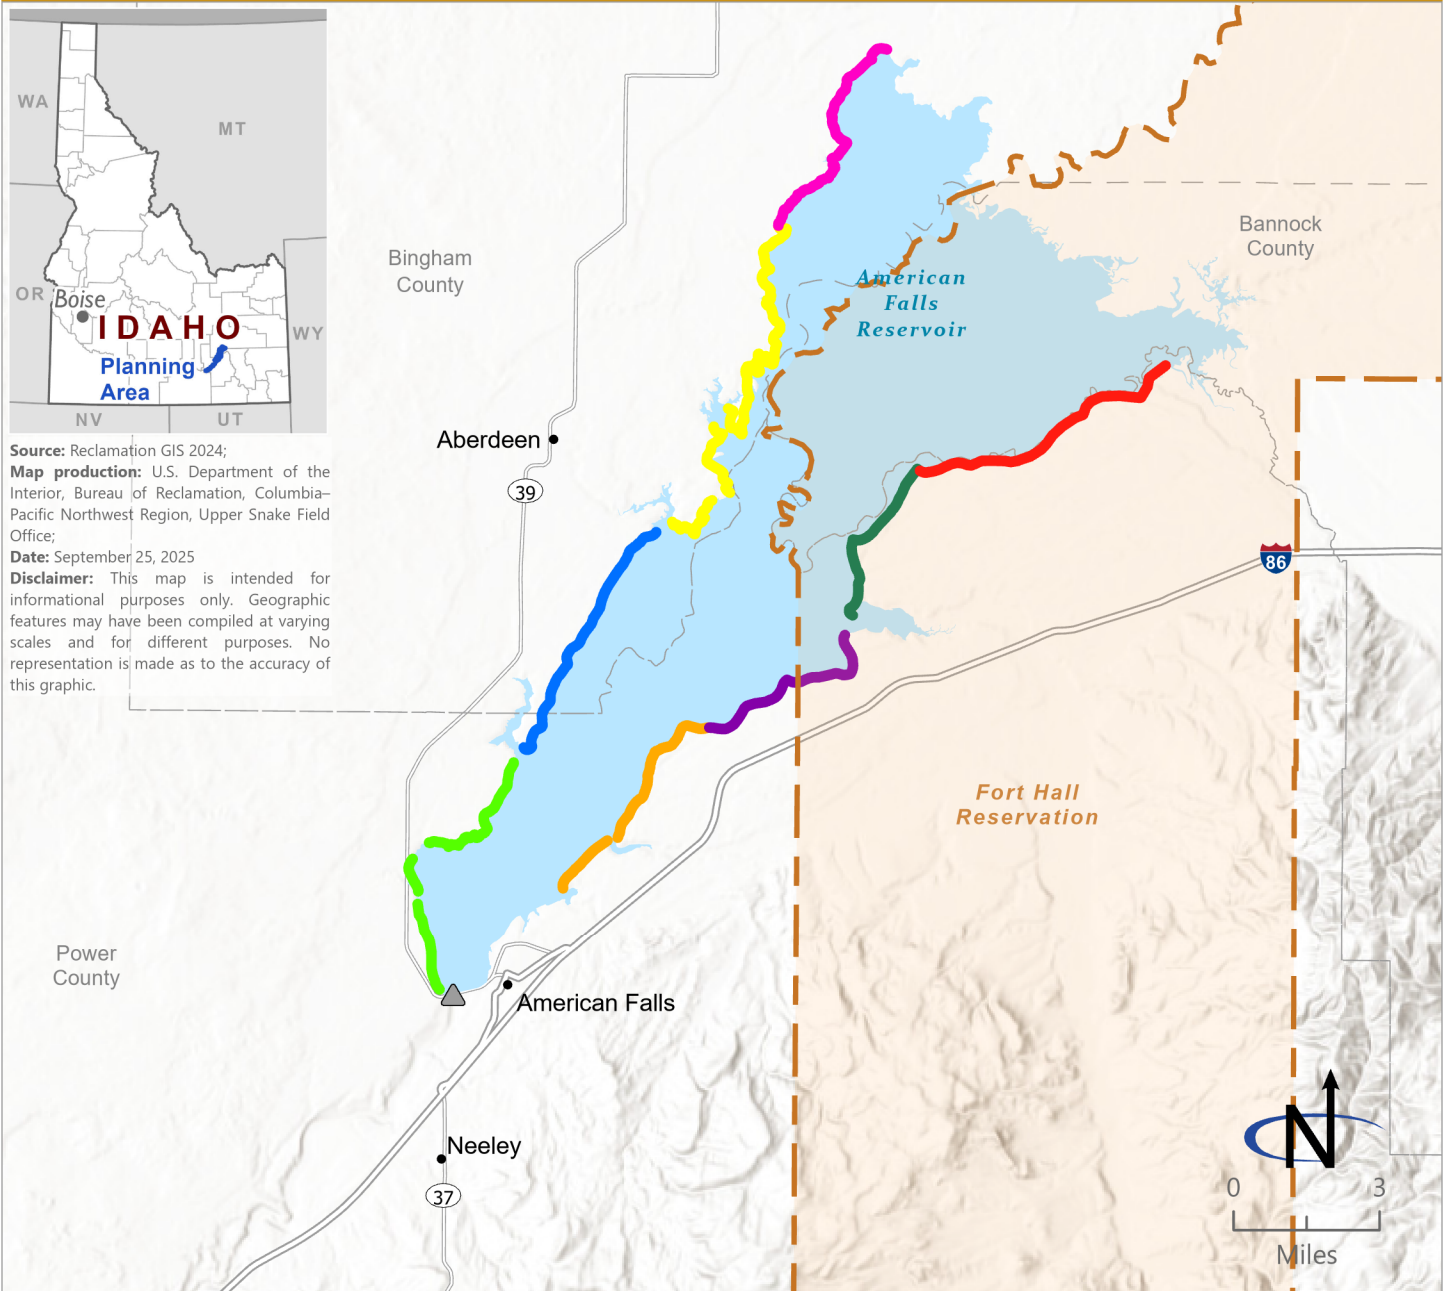 WA
MT
OR
Boise
IDAHO
WY
Planning
Area
NV
UT
Source: Reclamation GIS 2024;
Map production: U.S. Department of the
Interior, Bureau of Reclamation, Columbia–
Pacific Northwest Region, Upper Snake Field
Office;
Date: September 25, 2025
Disclaimer: This map is intended for
informational purposes only. Geographic
features may have been compiled at varying
scales and for different purposes. No
representation is made as to the accuracy of
this graphic.
Bingham
County
Bannock
County
American
Falls
Reservoir
Aberdeen
39
86
Fort Hall
Reservation
Power
County
American Falls
Neeley
37
N
0 3
Miles